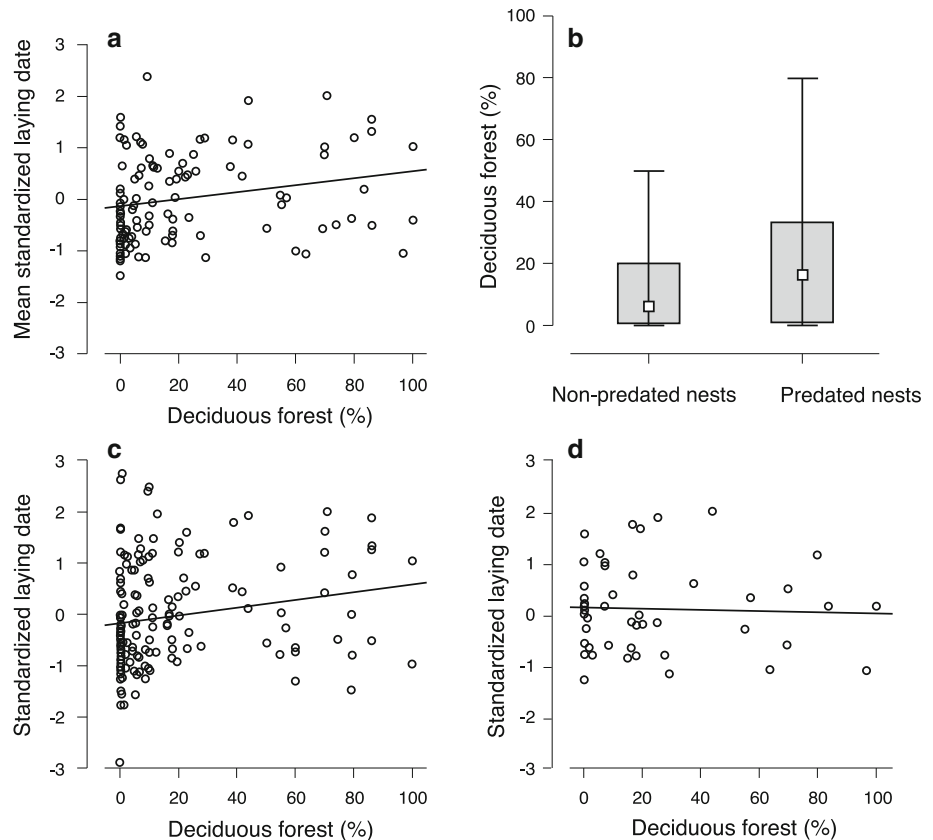 a
3
2
1
0
-1
-2
-3
Mean standardized laying date
0 20 40 60 80 100
Deciduous forest (%)
b
100
80
60
40
20
0
Deciduous forest (%)
Non-predated nests Predated nests
c
3
2
1
0
-1
-2
-3
Standardized laying date
0 20 40 60 80 100
Deciduous forest (%)
d
3
2
1
0
-1
-2
-3
Standardized laying date
0 20 40 60 80 100
Deciduous forest (%)